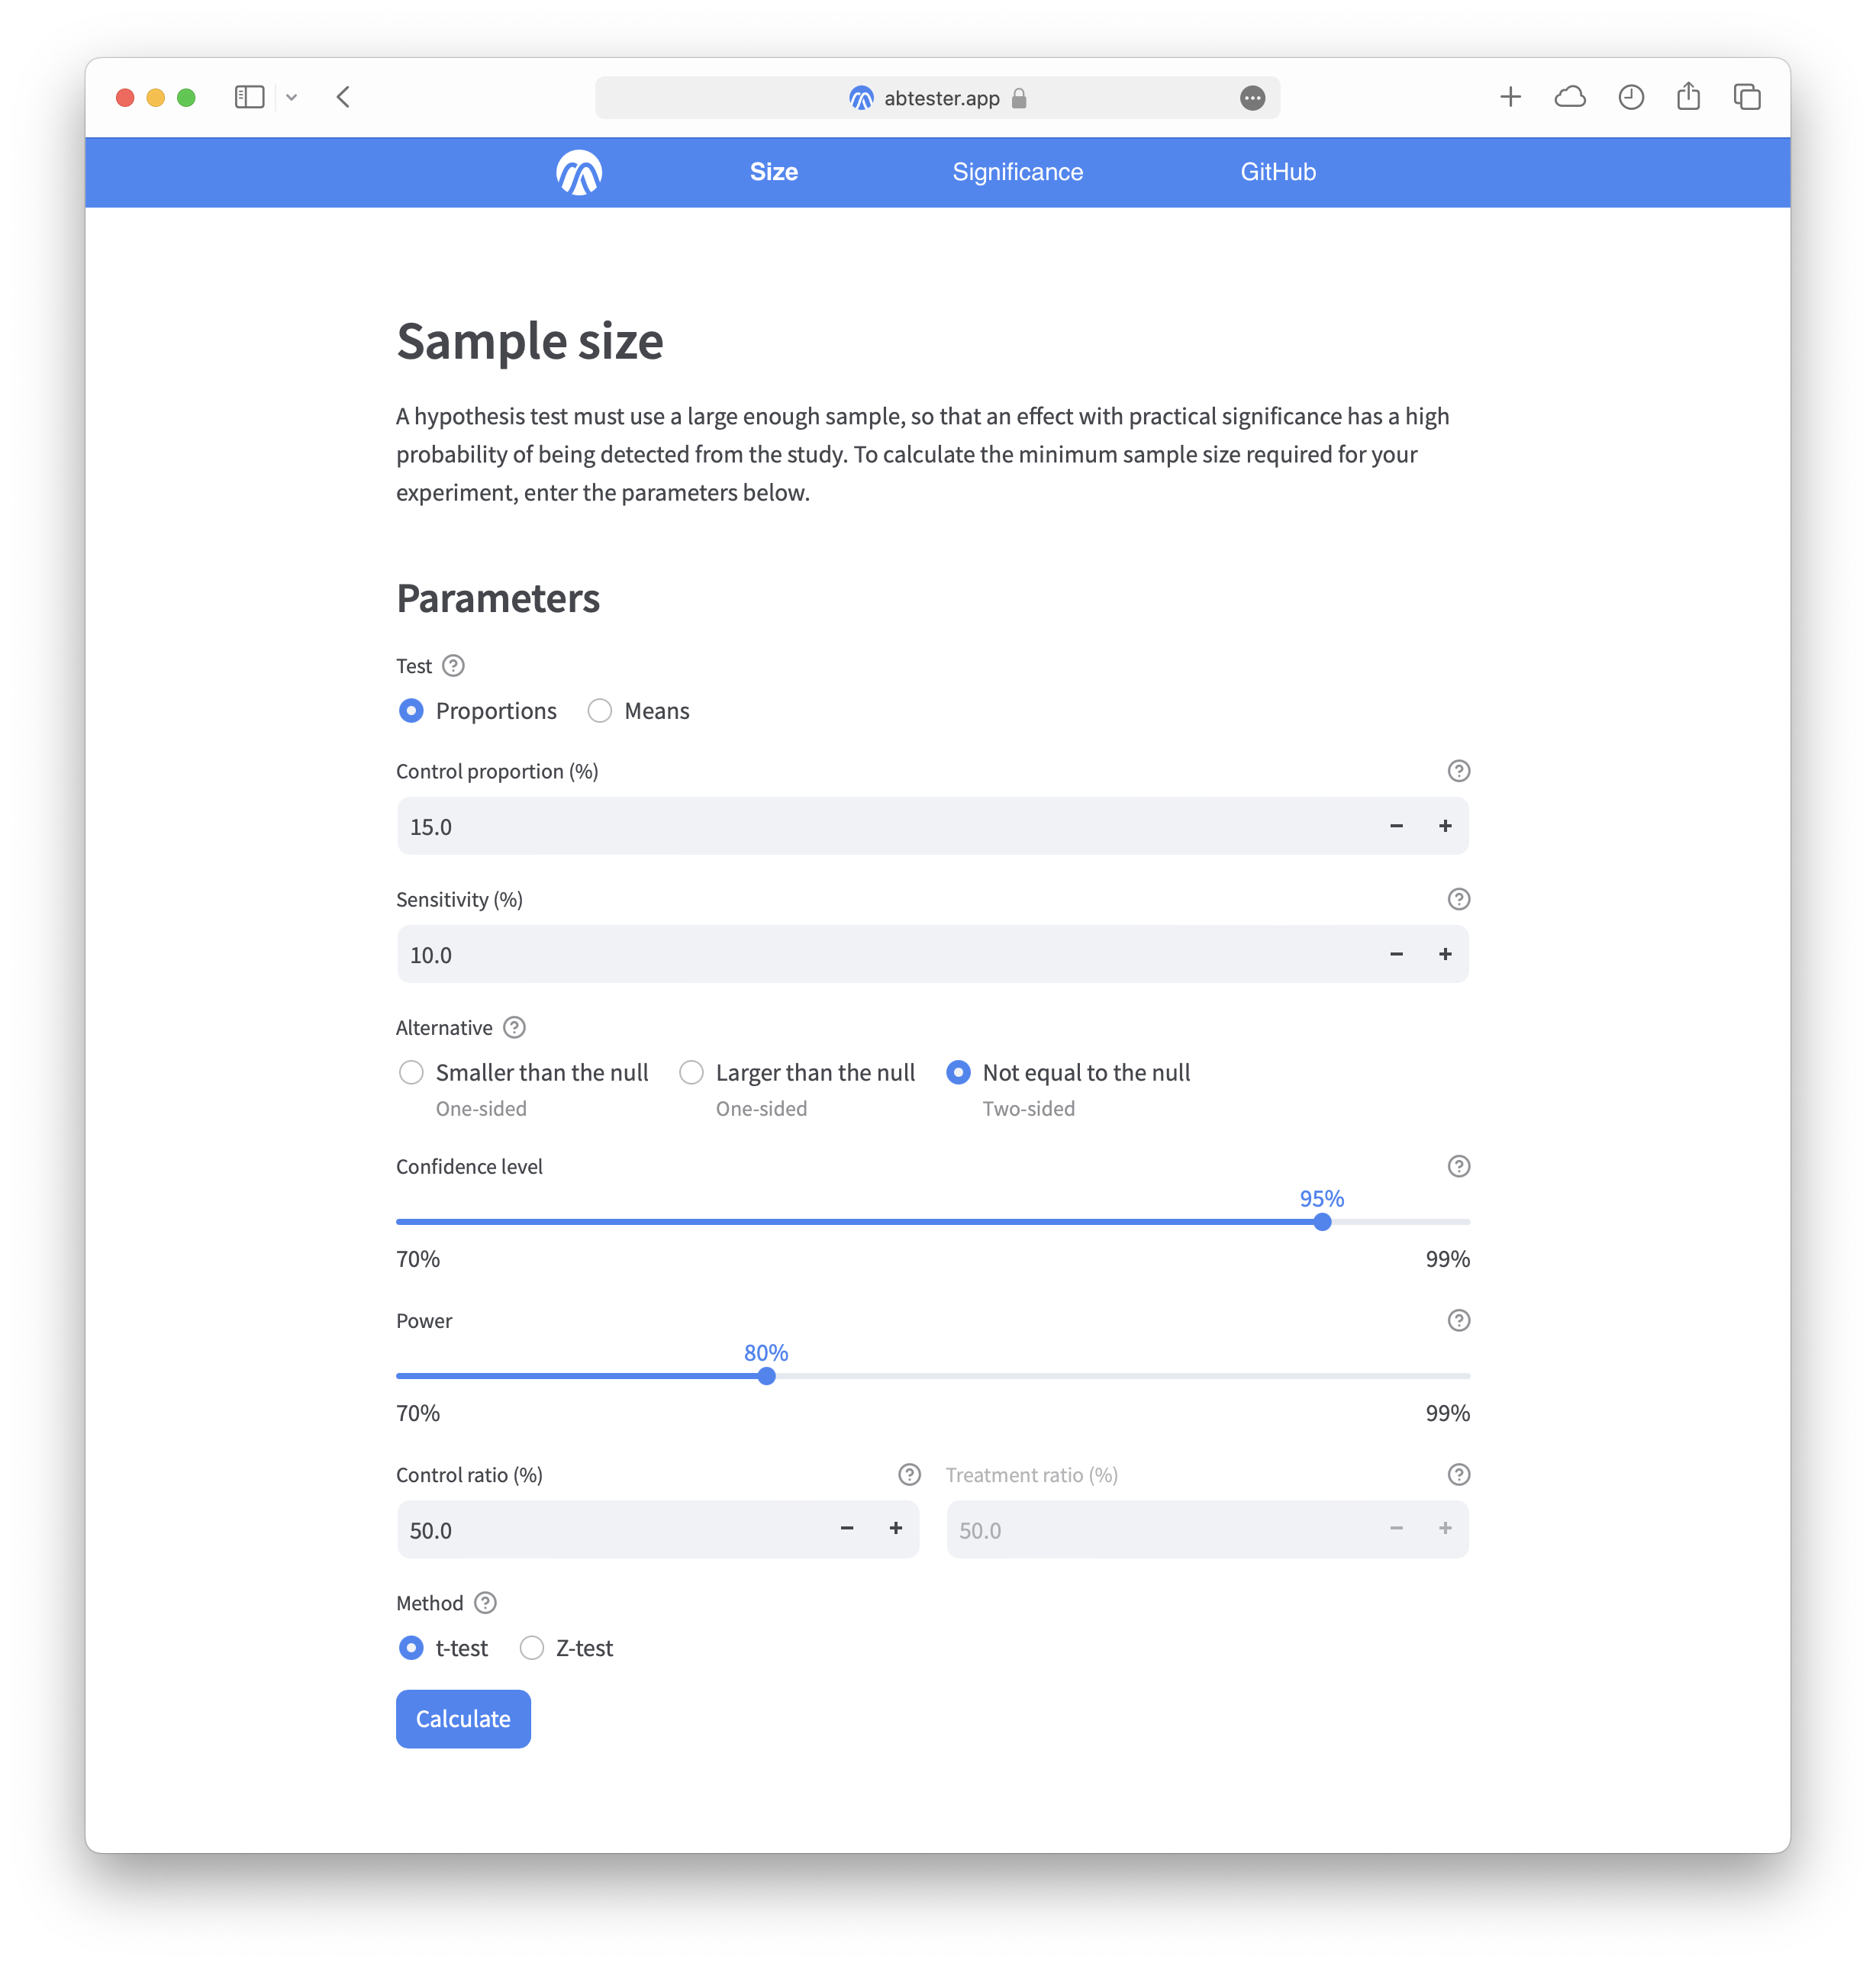 abtester.app
Size Significance GitHub
Sample size
A hypothesis test must use a large enough sample, so that an effect with practical significance has a high
probability of being detected from the study. To calculate the minimum sample size required for your
experiment, enter the parameters below.
Parameters
Test
Proportions Means
Control proportion (%)
15.0
Sensitivity (%)
10.0
Alternative
Smaller than the null Larger than the null Not equal to the null
One-sided One-sided Two-sided
Confidence level
95%
70% 99%
Power
80%
70% 99%
Control ratio (%) Treatment ratio (%)
50.0 50.0
Method
t-test Z-test
Calculate